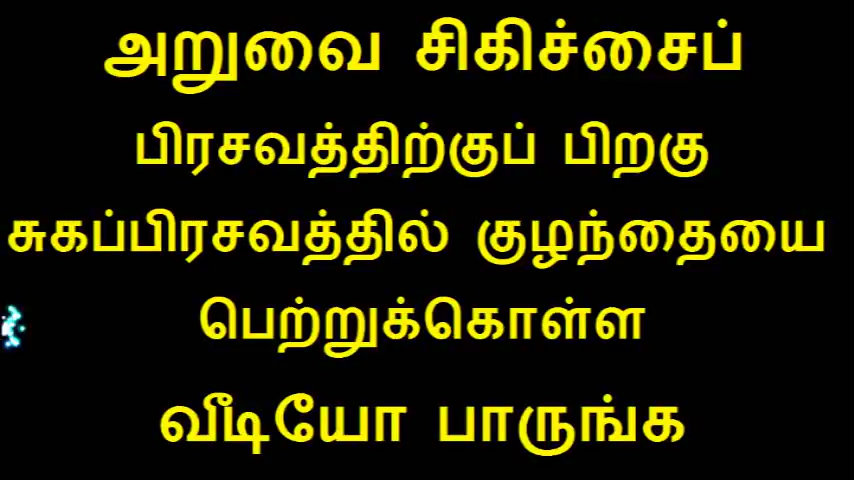 அறுவை சிகிச்சைப்
பிரசவத்திற்குப் பிறகு
சுகப்பிரசவத்தில் குழந்தையை
பெற்றுக்கொள்ள
வீடியோ பாருங்க